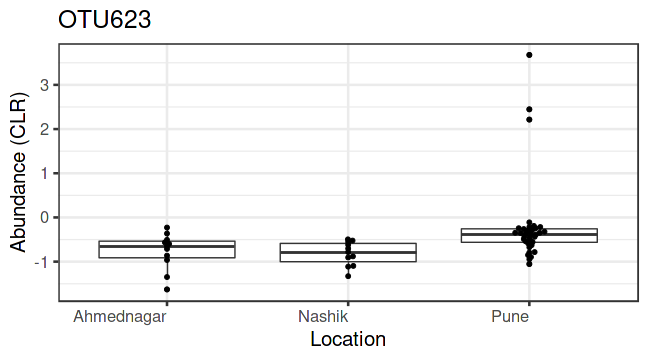 OTU623
Abundance (CLR)
3
2
1
0
-1
Ahmednagar
Nashik
Pune
Location